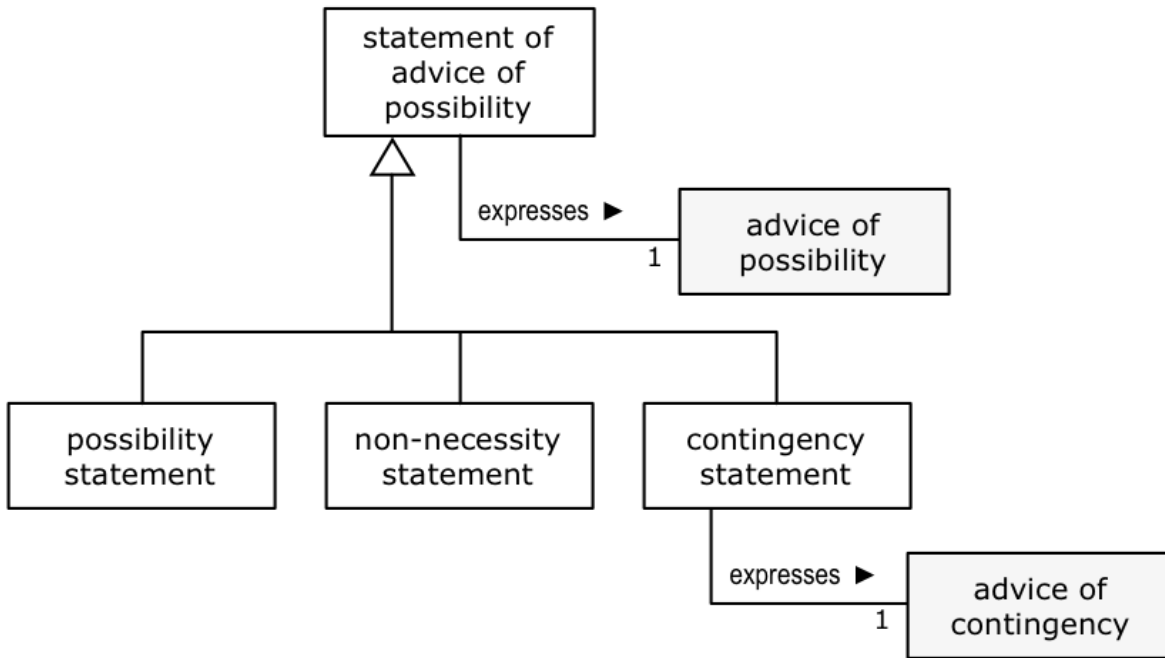 statement of
advice of
possibility
expresses ►
1
advice of
possibility
possibility
statement
non-necessity
statement
contingency
statement
expresses ►
1
advice of
contingency